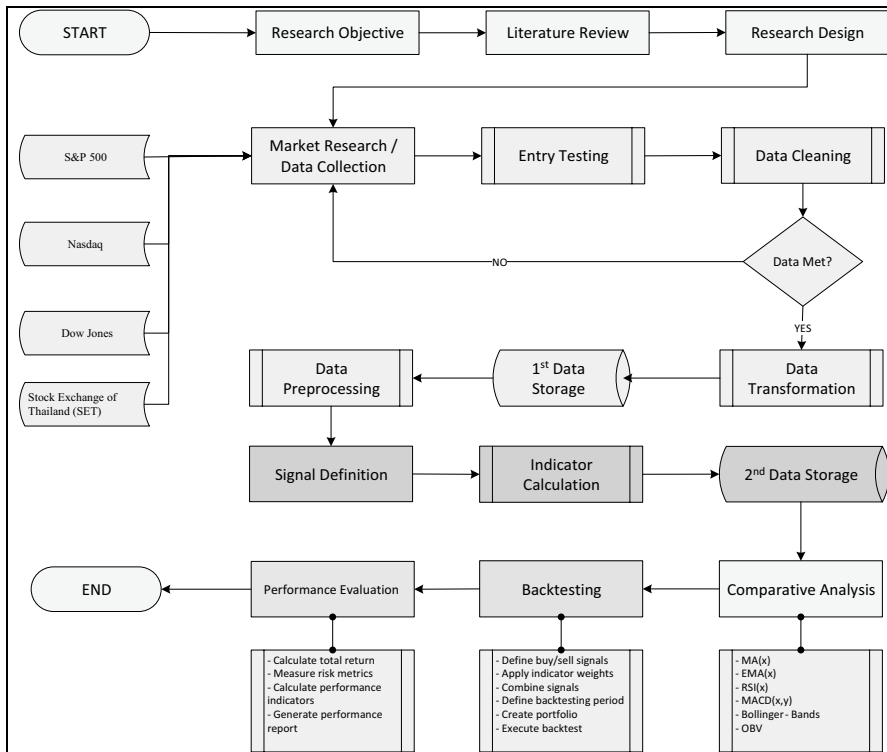 START
Research Objective
Literature Review
Research Design
S&P 500
Market Research /
Data Collection
Entry Testing
Data Cleaning
Nasdaq
NO
Data Met?
Dow Jones
YES
Stock Exchange of
Thailand (SET)
Data
Preprocessing
1st Data
Storage
Data
Transformation
Signal Definition
Indicator
Calculation
2nd Data Storage
END
Performance Evaluation
Backtesting
Comparative Analysis
- Calculate total return
- Measure risk metrics
- Calculate performance
indicators
- Generate performance
report
- Define buy/sell signals
- Apply indicator weights
- Combine signals
- Define backtesting period
- Create portfolio
- Execute backtest
- MA(x)
- EMA(x)
- RSI(x)
- MACD(x,y)
- Bollinger - Bands
- OBV